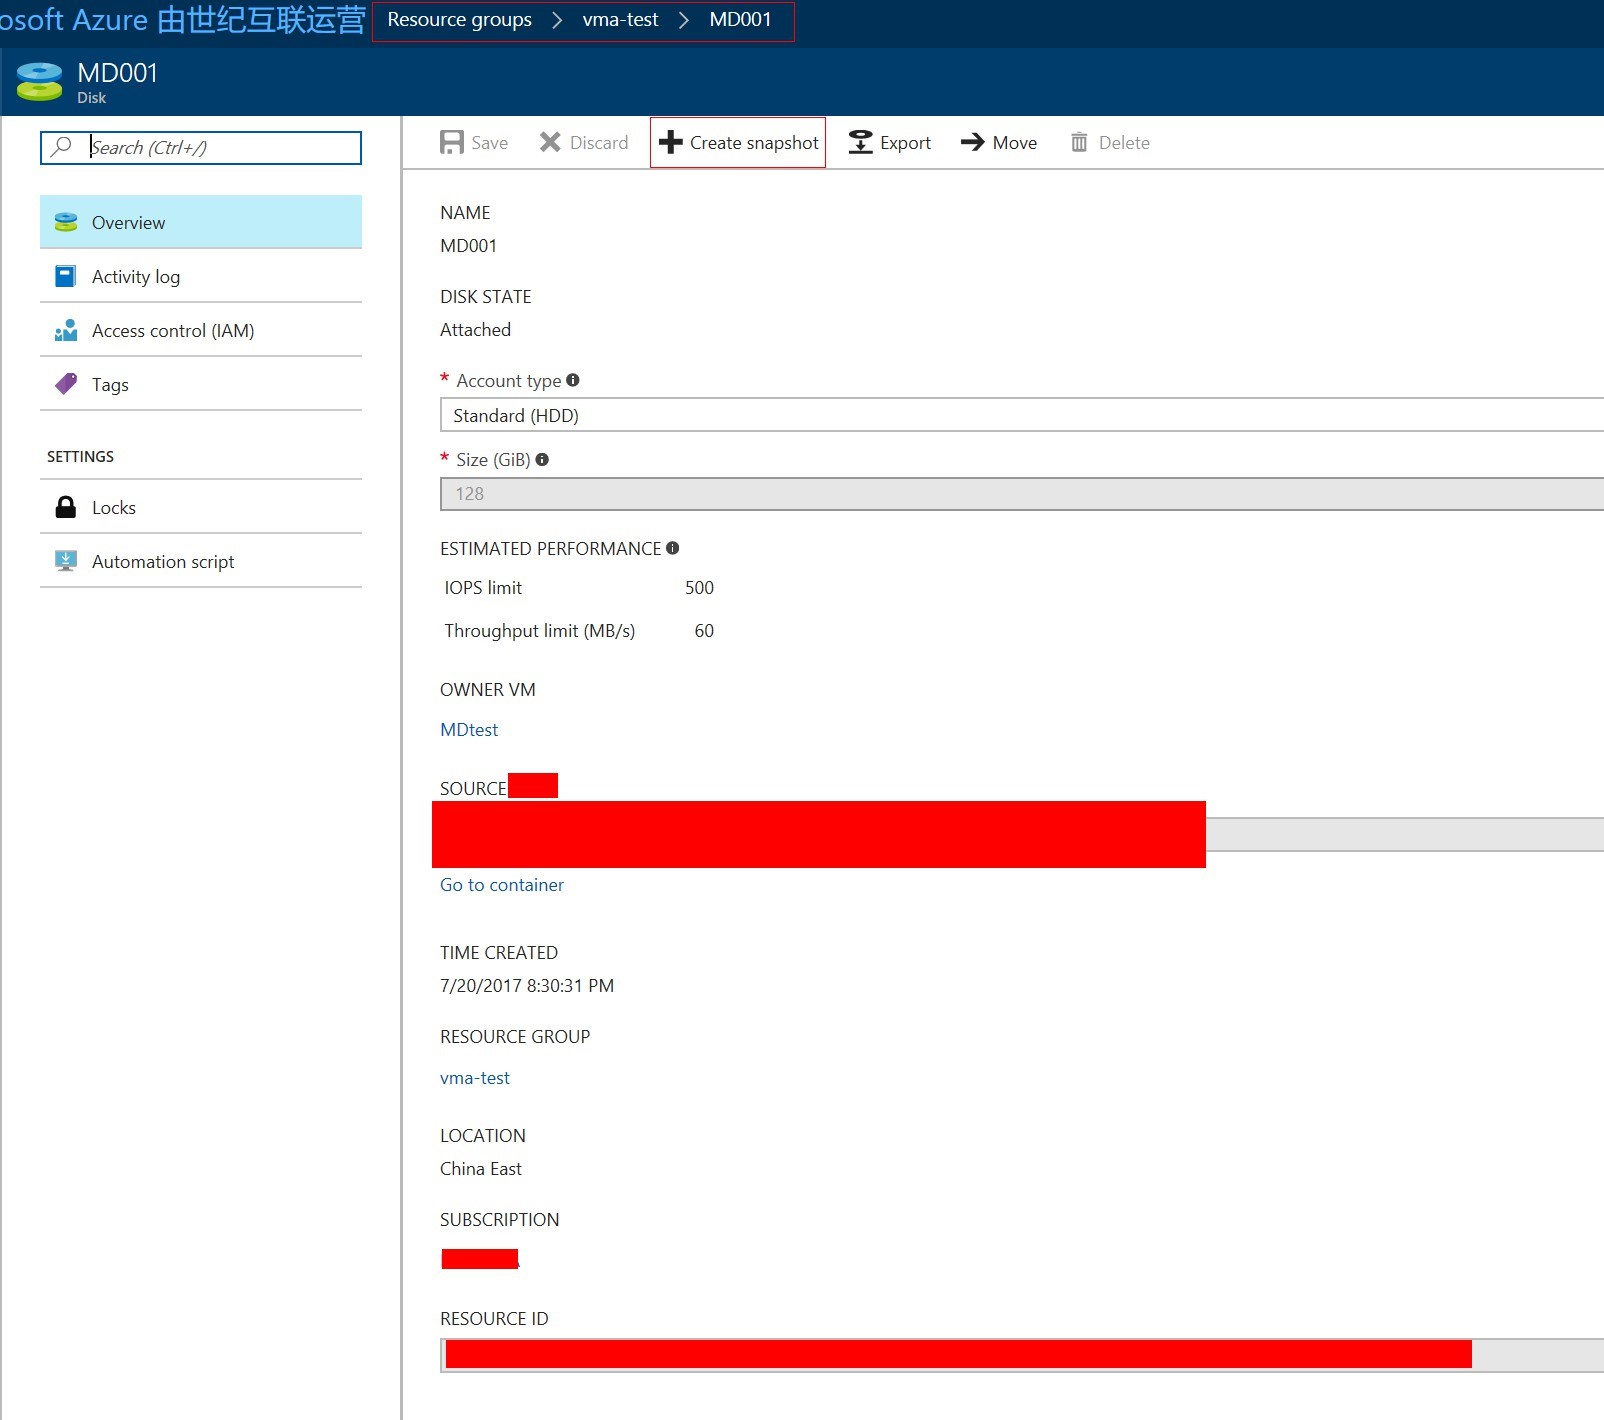 osoft Azure 由世纪互联运营 Resource groups > vma-test > MD001
MD001
Disk
Search (Ctrl+/)
Overview
Activity log
Access control (IAM)
Tags
SETTINGS
Locks
Automation script
Save Discard Create snapshot Export Move Delete
NAME
MD001
DISK STATE
Attached
* Account type
Standard (HDD)
* Size (GiB)
128
ESTIMATED PERFORMANCE
IOPS limit 500
Throughput limit (MB/s) 60
OWNER VM
MDtest
SOURCE
Go to container
TIME CREATED
7/20/2017 8:30:31 PM
RESOURCE GROUP
vma-test
LOCATION
China East
SUBSCRIPTION
RESOURCE ID